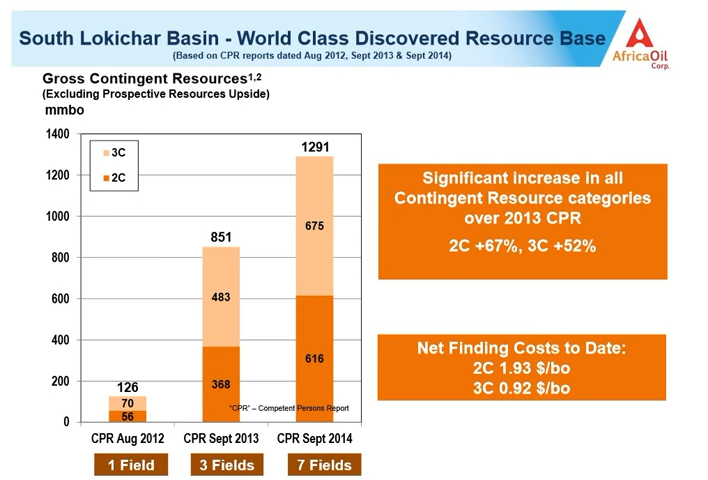 South Lokichar Basin - World Class Discovered Resource Base
(Based on CPR reports dated Aug 2012, Sept 2013 & Sept 2014)
AfricaOil
Corp.
Gross Contingent Resources1,2
(Excluding Prospective Resources Upside)
mmbo
1400
1200
1000
800
600
400
200
0
3C
2C
126
70
56
851
483
368
1291
675
616
"CPR" – Competent Persons Report
CPR Aug 2012
CPR Sept 2013
CPR Sept 2014
1 Field
3 Fields
7 Fields
Significant increase in all
Contingent Resource categories
over 2013 CPR
2C +67%, 3C +52%
Net Finding Costs to Date:
2C 1.93 $/bo
3C 0.92 $/bo